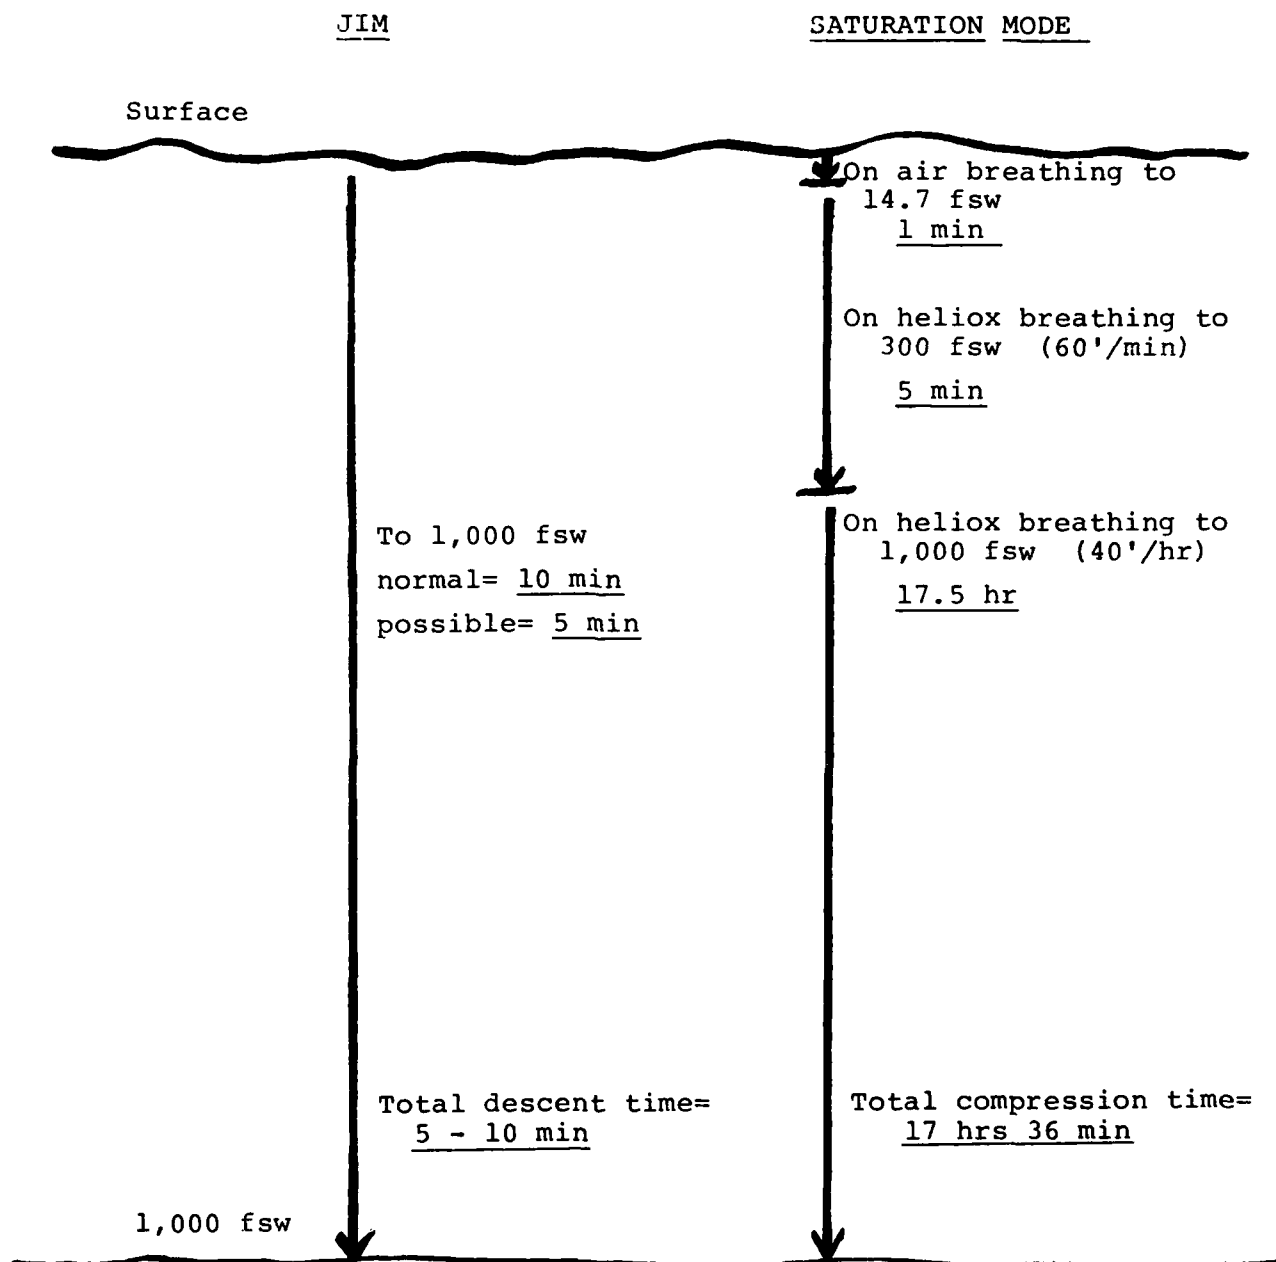 JIM
SATURATION MODE
Surface
On air breathing to
14.7 fsw
1 min
On heliox breathing to
300 fsw (60'/min)
5 min
On heliox breathing to
1,000 fsw (40'/hr)
17.5 hr
To 1,000 fsw
normal= 10 min
possible= 5 min
Total descent time=
5 - 10 min
Total compression time=
17 hrs 36 min
1,000 fsw